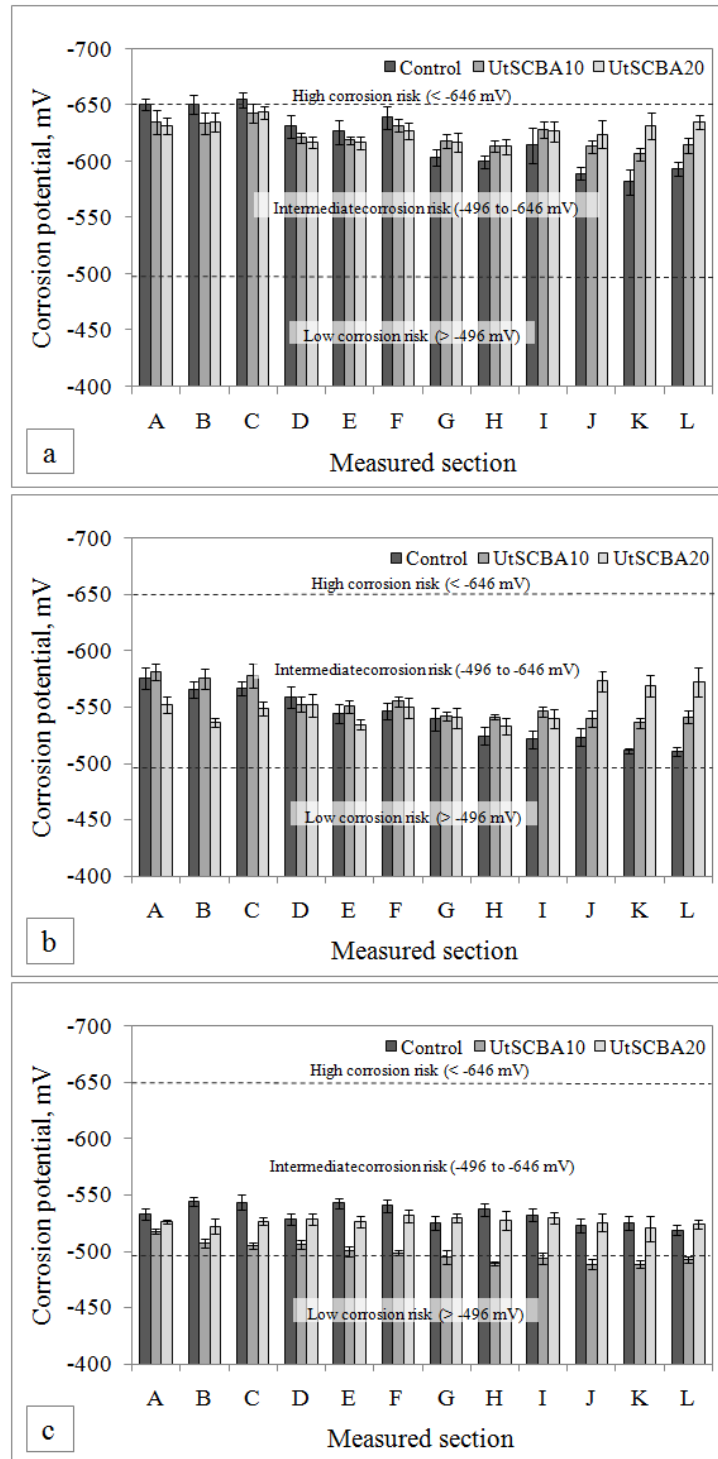 -700
Control UtSCBA10 UtSCBA20
High corrosion risk (< -646 mV)
-650
-600
Intermediatecorrosion risk (-496 to -646 mV)
-550
-500
Low corrosion risk (> -496 mV)
-450
-400
Corrosion potential, mV
A B C D E F G H I J K L
a
Measured section
-700
Control UtSCBA10 UtSCBA20
High corrosion risk (< -646 mV)
-650
-600
Intermediatecorrosion risk (-496 to -646 mV)
-550
-500
Low corrosion risk (> -496 mV)
-450
-400
Corrosion potential, mV
A B C D E F G H I J K L
b
Measured section
-700
Control UtSCBA10 UtSCBA20
High corrosion risk (< -646 mV)
-650
-600
Intermediatecorrosion risk (-496 to -646 mV)
-550
-500
Low corrosion risk (> -496 mV)
-450
-400
Corrosion potential, mV
A B C D E F G H I J K L
c
Measured section